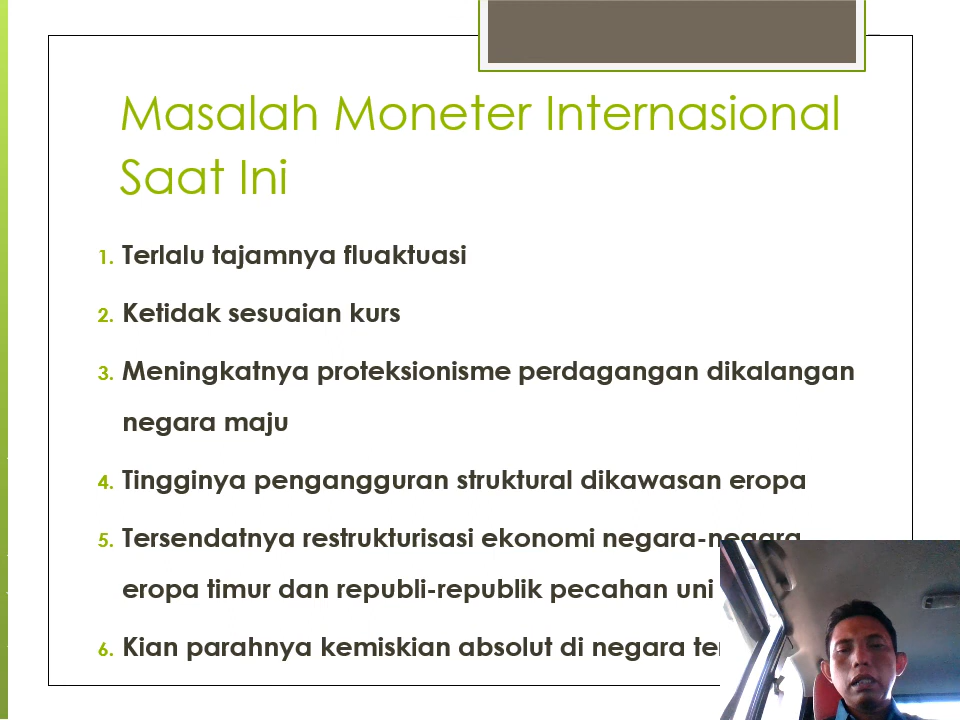 Masalah Moneter Internasional
Saat Ini
1. Terlalu tajamnya fluaktuasi
2. Ketidak sesuaian kurs
3. Meningkatnya proteksionisme perdagangan dikalangan
negara maju
4. Tingginya pengangguran struktural dikawasan eropa
5. Tersendatnya restrukturisasi ekonomi negara-negara
eropa timur dan republi-republik pecahan uni
6. Kian parahnya kemiskian absolut di negara